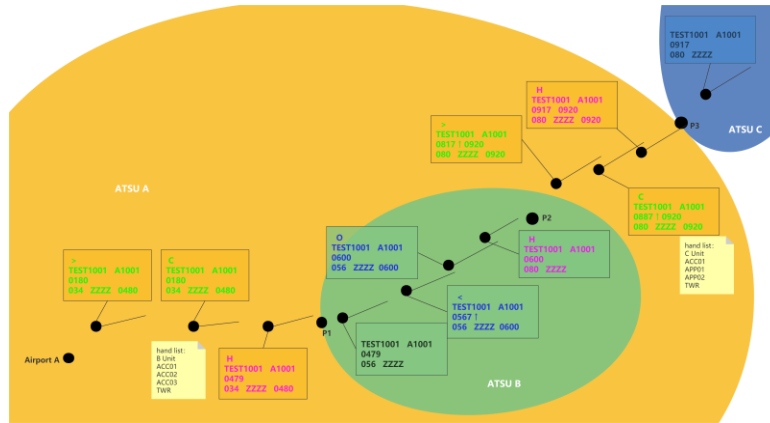 TEST1001 A1001
0917
080 ZZZZ
ATSU C
H
TEST1001 A1001
0917 0920
080 ZZZZ 0920
P3
>
TEST1001 A1001
0817 ! 0920
080 ZZZZ 0920
ATSU A
C
TEST1001 A1001
0887 ! 0920
080 ZZZZ 0920
hand list:
C Unit
ACC01
APP01
APP02
TWR
P2
O
TEST1001 A1001
0600
056 ZZZZ 0600
H
TEST1001 A1001
0600
080 ZZZZ
>
TEST1001 A1001
0180
034 ZZZZ 0480
C
TEST1001 A1001
0180
034 ZZZZ 0480
<
TEST1001 A1001
0567 !
056 ZZZZ 0600
P1
TEST1001 A1001
0479
056 ZZZZ
Airport A
hand list:
B Unit
ACC01
ACC02
ACC03
TWR
H
TEST1001 A1001
0479
034 ZZZZ 0480
ATSU B